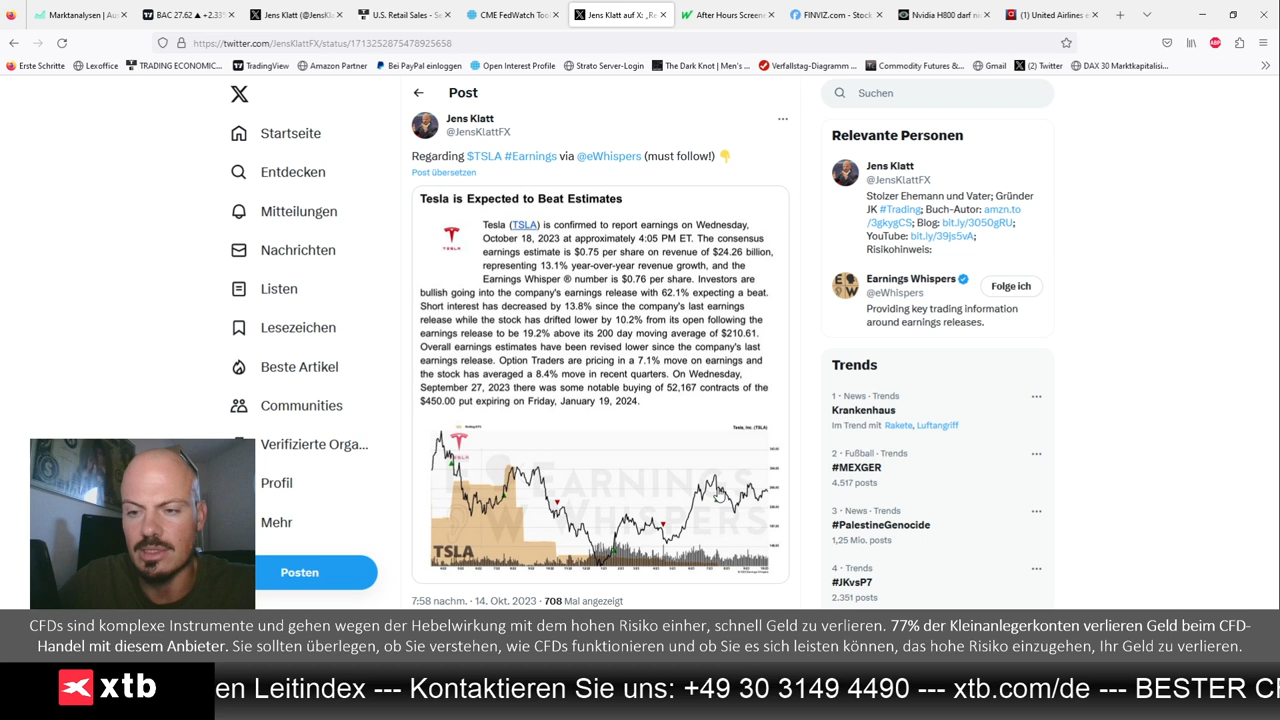 Marktanalysen | Aus
BAC 27.62 ▲ +2.33%
Jens Klatt (@JensKl
U.S. Retail Sales - Se
CME FedWatch Too
Jens Klatt auf X: „Re
After Hours Screene
FINVIZ.com - Stock
Nvidia H800 darf ni
(1) United Airlines e
https://twitter.com/JensKlattFX/status/1713252875478925658
Erste Schritte
Lexoffice
TRADING ECONOMIC...
TradingView
Amazon Partner
Bei PayPal einloggen
Open Interest Profile
Strato Server-Login
The Dark Knot | Men's ...
Verfallstag-Diagramm ...
Commodity Futures &...
Gmail
(2) Twitter
DAX 30 Marktkapitalisi...
Startseite
Entdecken
Mitteilungen
Nachrichten
Listen
Lesezeichen
Beste Artikel
Communities
Verifizierte Orga...
Profil
Mehr
Posten
Post
Jens Klatt
@JensKlattFX
Regarding $TSLA #Earnings via @eWhispers (must follow!) 👇
Post übersetzen
Tesla is Expected to Beat Estimates
TESLA
Tesla (TSLA) is confirmed to report earnings on Wednesday,
October 18, 2023 at approximately 4:05 PM ET. The consensus
earnings estimate is $0.75 per share on revenue of $24.26 billion,
representing 13.1% year-over-year revenue growth, and the
Earnings Whisper ® number is $0.76 per share. Investors are
bullish going into the company's earnings release with 62.1% expecting a beat.
Short interest has decreased by 13.8% since the company's last earnings
release while the stock has drifted lower by 10.2% from its open following the
earnings release to be 19.2% above its 200 day moving average of $210.61.
Overall earnings estimates have been revised lower since the company's last
earnings release. Option Traders are pricing in a 7.1% move on earnings and
the stock has averaged a 8.4% move in recent quarters. On Wednesday,
September 27, 2023 there was some notable buying of 52,167 contracts of the
$450.00 put expiring on Friday, January 19, 2024.
Tesla, Inc. (TSLA)
EARNINGS
WHISPERS
TSLA
7:58 nachm. · 14. Okt. 2023 · 708 Mal angezeigt
Suchen
Relevante Personen
Jens Klatt
@JensKlattFX
Stolzer Ehemann und Vater; Gründer
JK #Trading; Buch-Autor: amzn.to
/3gkygCS; Blog: bit.ly/3050gRU;
YouTube: bit.ly/39js5vA;
Risikohinweis:
Earnings Whispers
@eWhispers
Folge ich
Providing key trading information
around earnings releases.
Trends
1 · News · Trends
Krankenhaus
Im Trend mit Rakete, Luftangriff
2 · Fußball · Trends
#MEXGER
4.517 posts
3 · News · Trends
#PalestineGenocide
1,25 Mio. posts
4 · Trends
#JKvsP7
2.351 posts
CFDs sind komplexe Instrumente und gehen wegen der Hebelwirkung mit dem hohen Risiko einher, schnell Geld zu verlieren. 77% der Kleinanlegerkonten verlieren Geld beim CFD-
Handel mit diesem Anbieter. Sie sollten überlegen, ob Sie verstehen, wie CFDs funktionieren und ob Sie es sich leisten können, das hohe Risiko einzugehen, Ihr Geld zu verlieren.
xtb
en Leitindex --- Kontaktieren Sie uns: +49 30 3149 4490 --- xtb.com/de --- BESTER CF